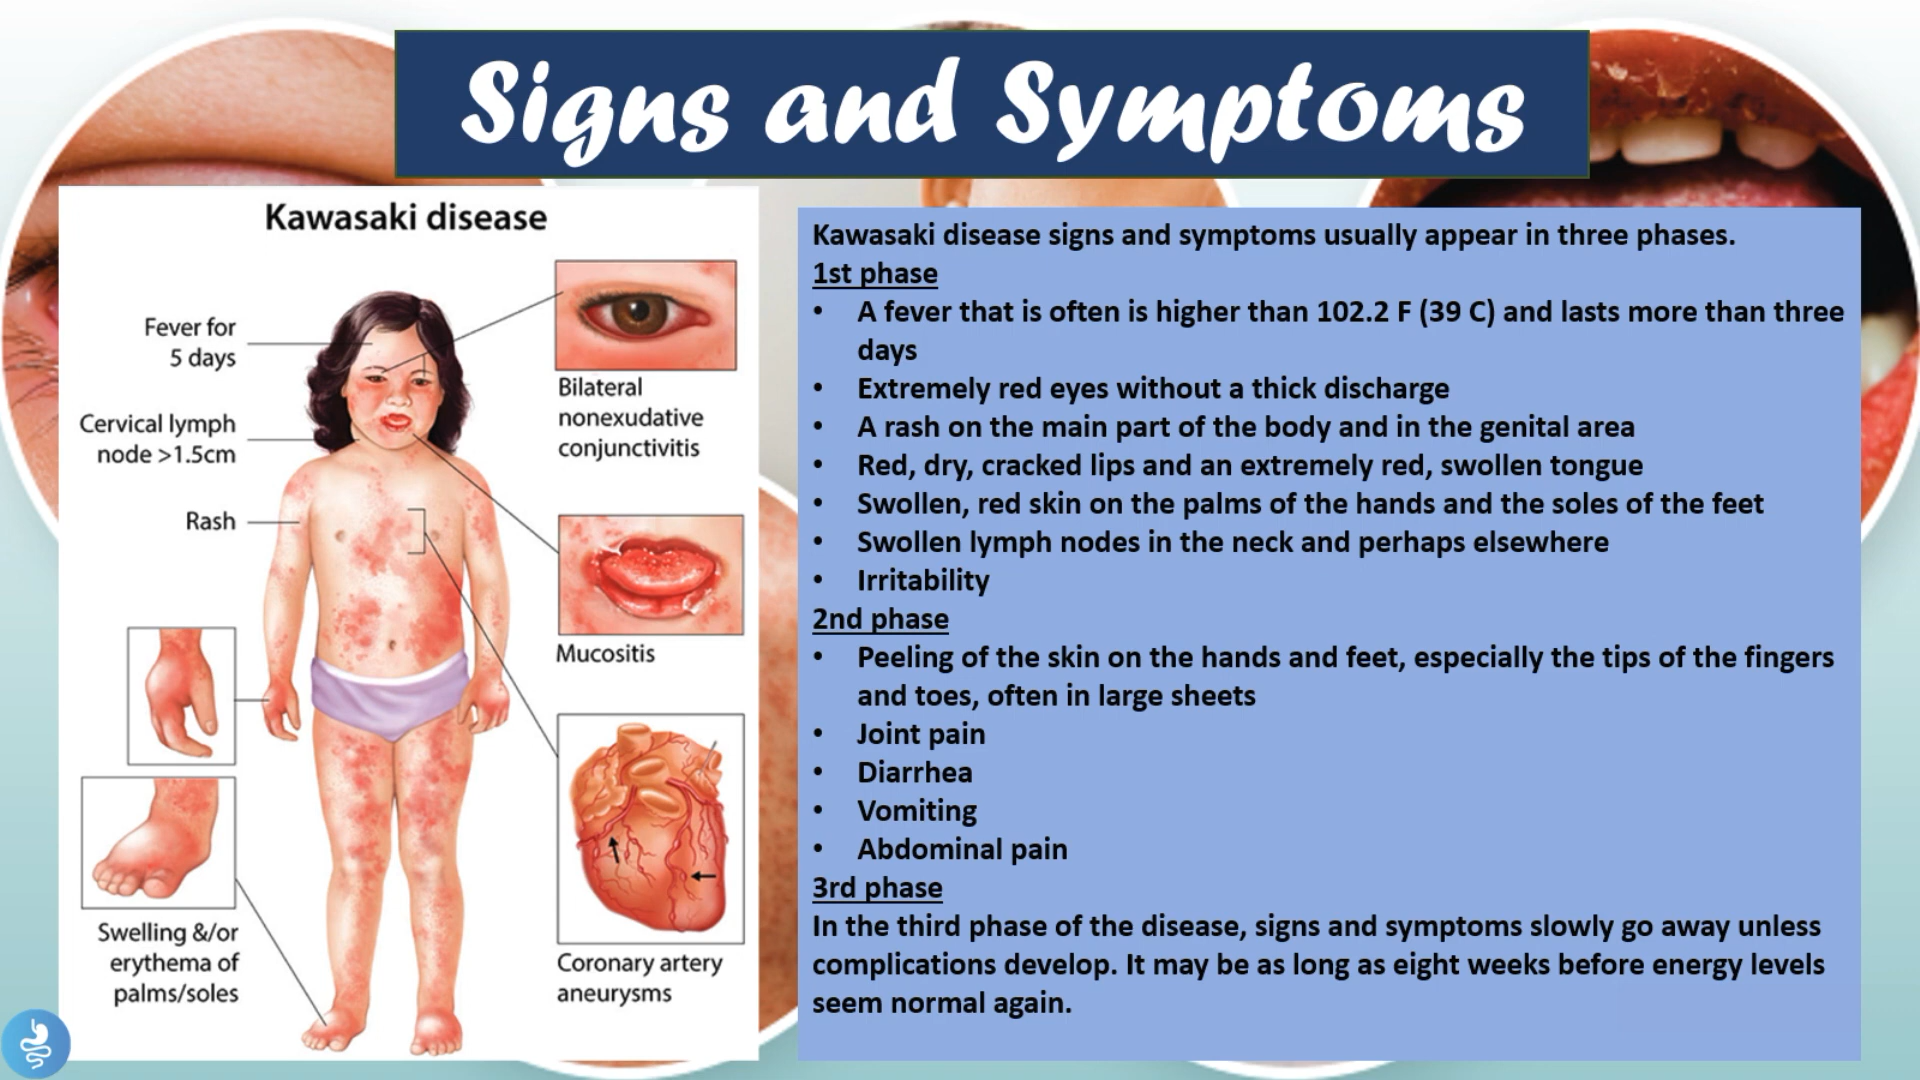 Signs and Symptoms
Kawasaki disease
Fever for
5 days
Cervical lymph
node >1.5cm
Rash
Swelling &/or
erythema of
palms/soles
Bilateral
nonexudative
conjunctivitis
Mucositis
Coronary artery
aneurysms
Kawasaki disease signs and symptoms usually appear in three phases.
1st phase
• A fever that is often is higher than 102.2 F (39 C) and lasts more than three
days
• Extremely red eyes without a thick discharge
• A rash on the main part of the body and in the genital area
• Red, dry, cracked lips and an extremely red, swollen tongue
• Swollen, red skin on the palms of the hands and the soles of the feet
• Swollen lymph nodes in the neck and perhaps elsewhere
• Irritability
2nd phase
• Peeling of the skin on the hands and feet, especially the tips of the fingers
and toes, often in large sheets
• Joint pain
• Diarrhea
• Vomiting
• Abdominal pain
3rd phase
In the third phase of the disease, signs and symptoms slowly go away unless
complications develop. It may be as long as eight weeks before energy levels
seem normal again.